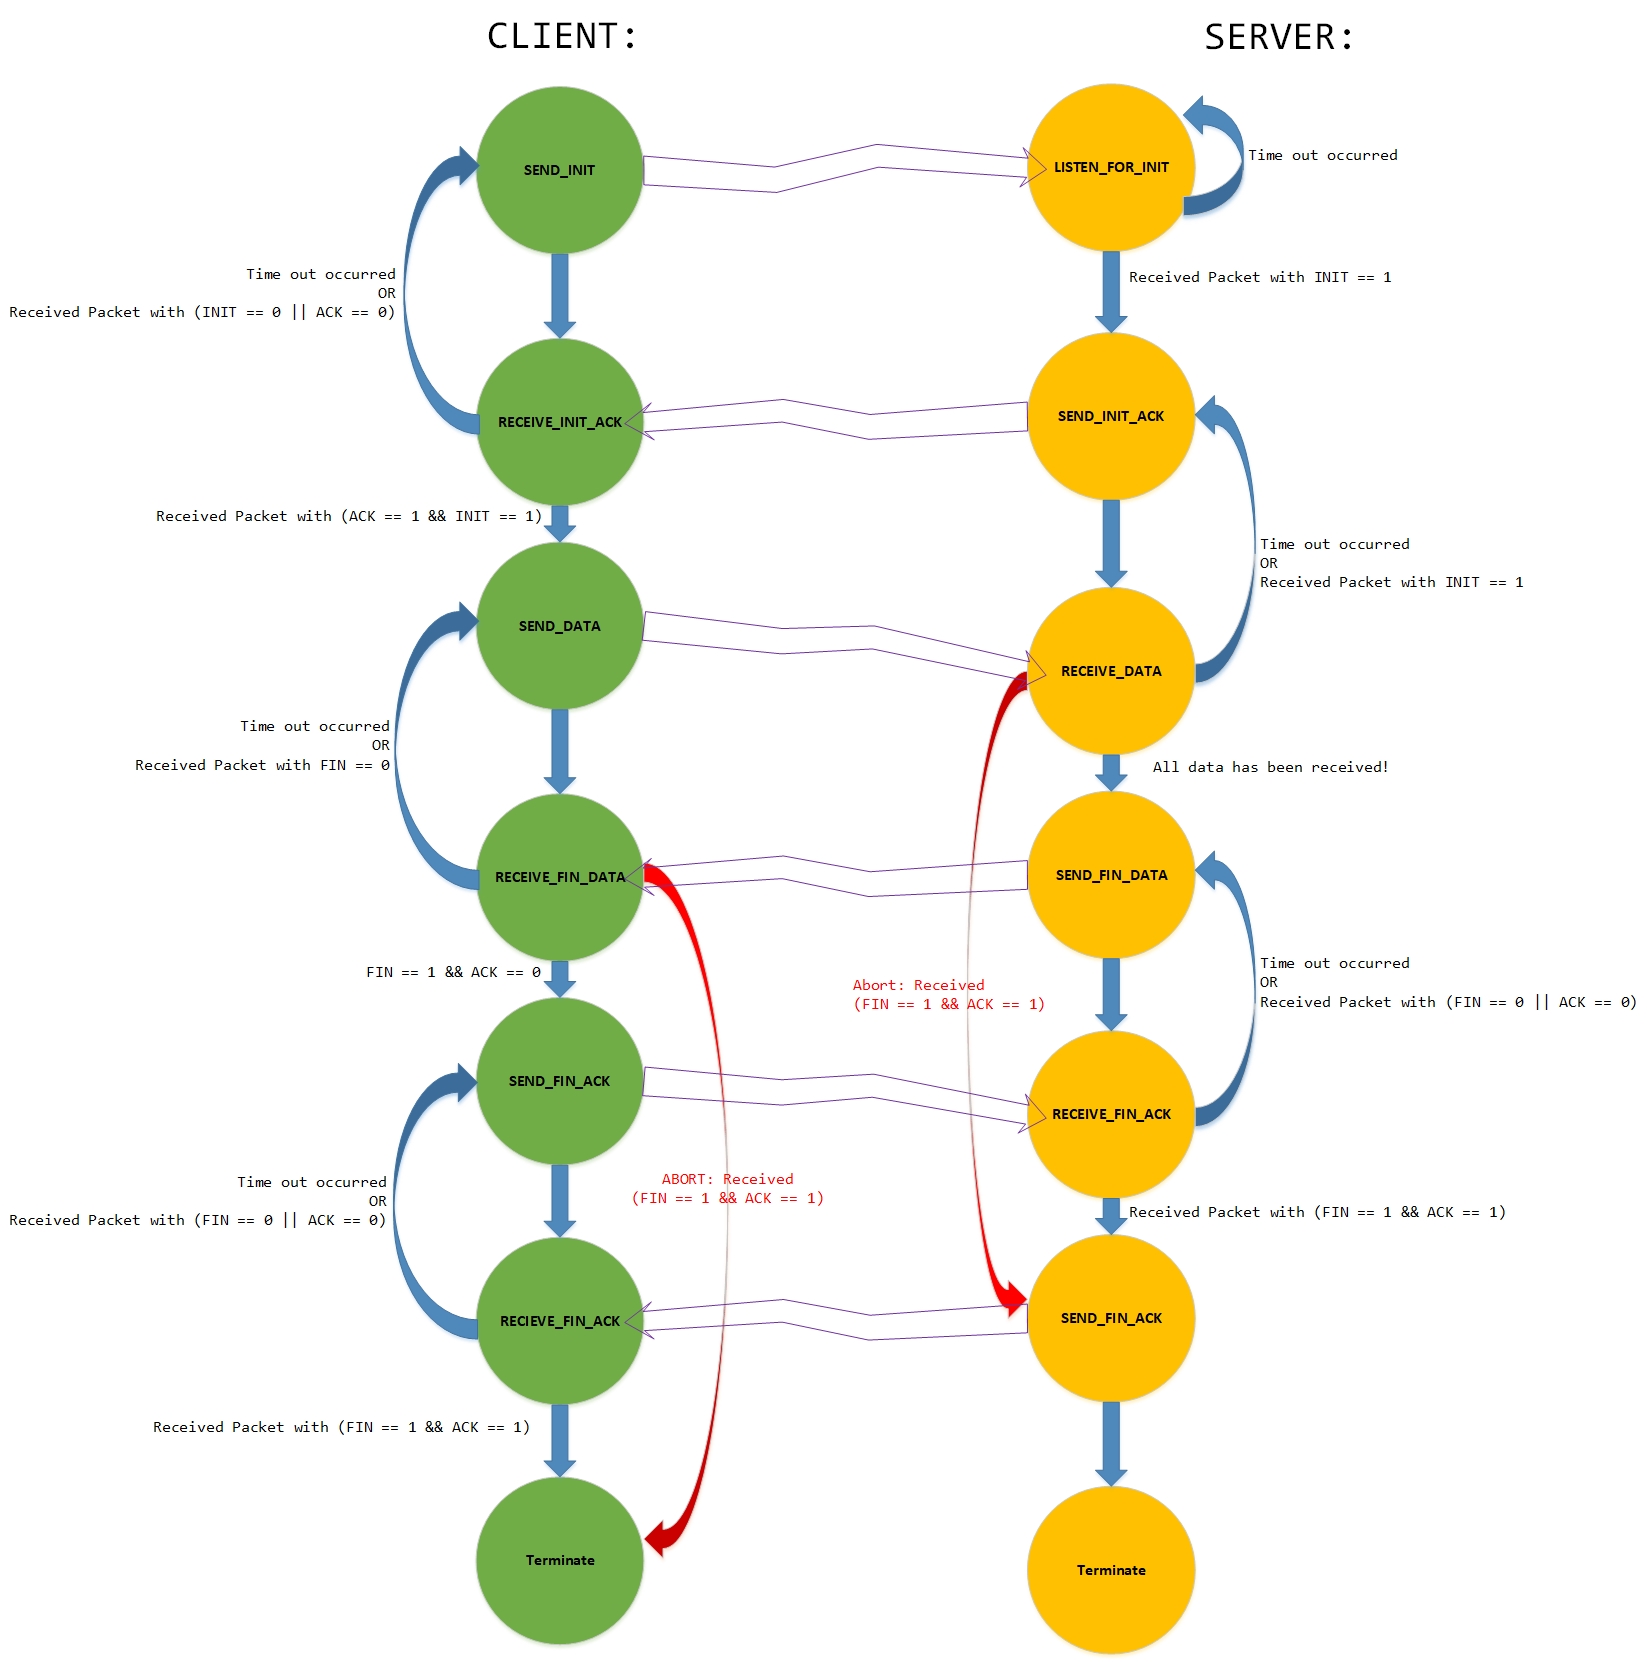 CLIENT:
SERVER:
SEND_INIT
LISTEN_FOR_INIT
Time out occurred
Time out occurred
OR
Received Packet with (INIT == 0 || ACK == 0)
Received Packet with INIT == 1
RECEIVE_INIT_ACK
SEND_INIT_ACK
Received Packet with (ACK == 1 && INIT == 1)
Time out occurred
OR
Received Packet with INIT == 1
SEND_DATA
RECEIVE_DATA
Time out occurred
OR
Received Packet with FIN == 0
All data has been received!
RECEIVE_FIN_DATA
SEND_FIN_DATA
FIN == 1 && ACK == 0
Abort: Received
(FIN == 1 && ACK == 1)
Time out occurred
OR
Received Packet with (FIN == 0 || ACK == 0)
SEND_FIN_ACK
RECEIVE_FIN_ACK
Time out occurred
OR
Received Packet with (FIN == 0 || ACK == 0)
ABORT: Received
(FIN == 1 && ACK == 1)
Received Packet with (FIN == 1 && ACK == 1)
RECIEVE_FIN_ACK
SEND_FIN_ACK
Received Packet with (FIN == 1 && ACK == 1)
Terminate
Terminate